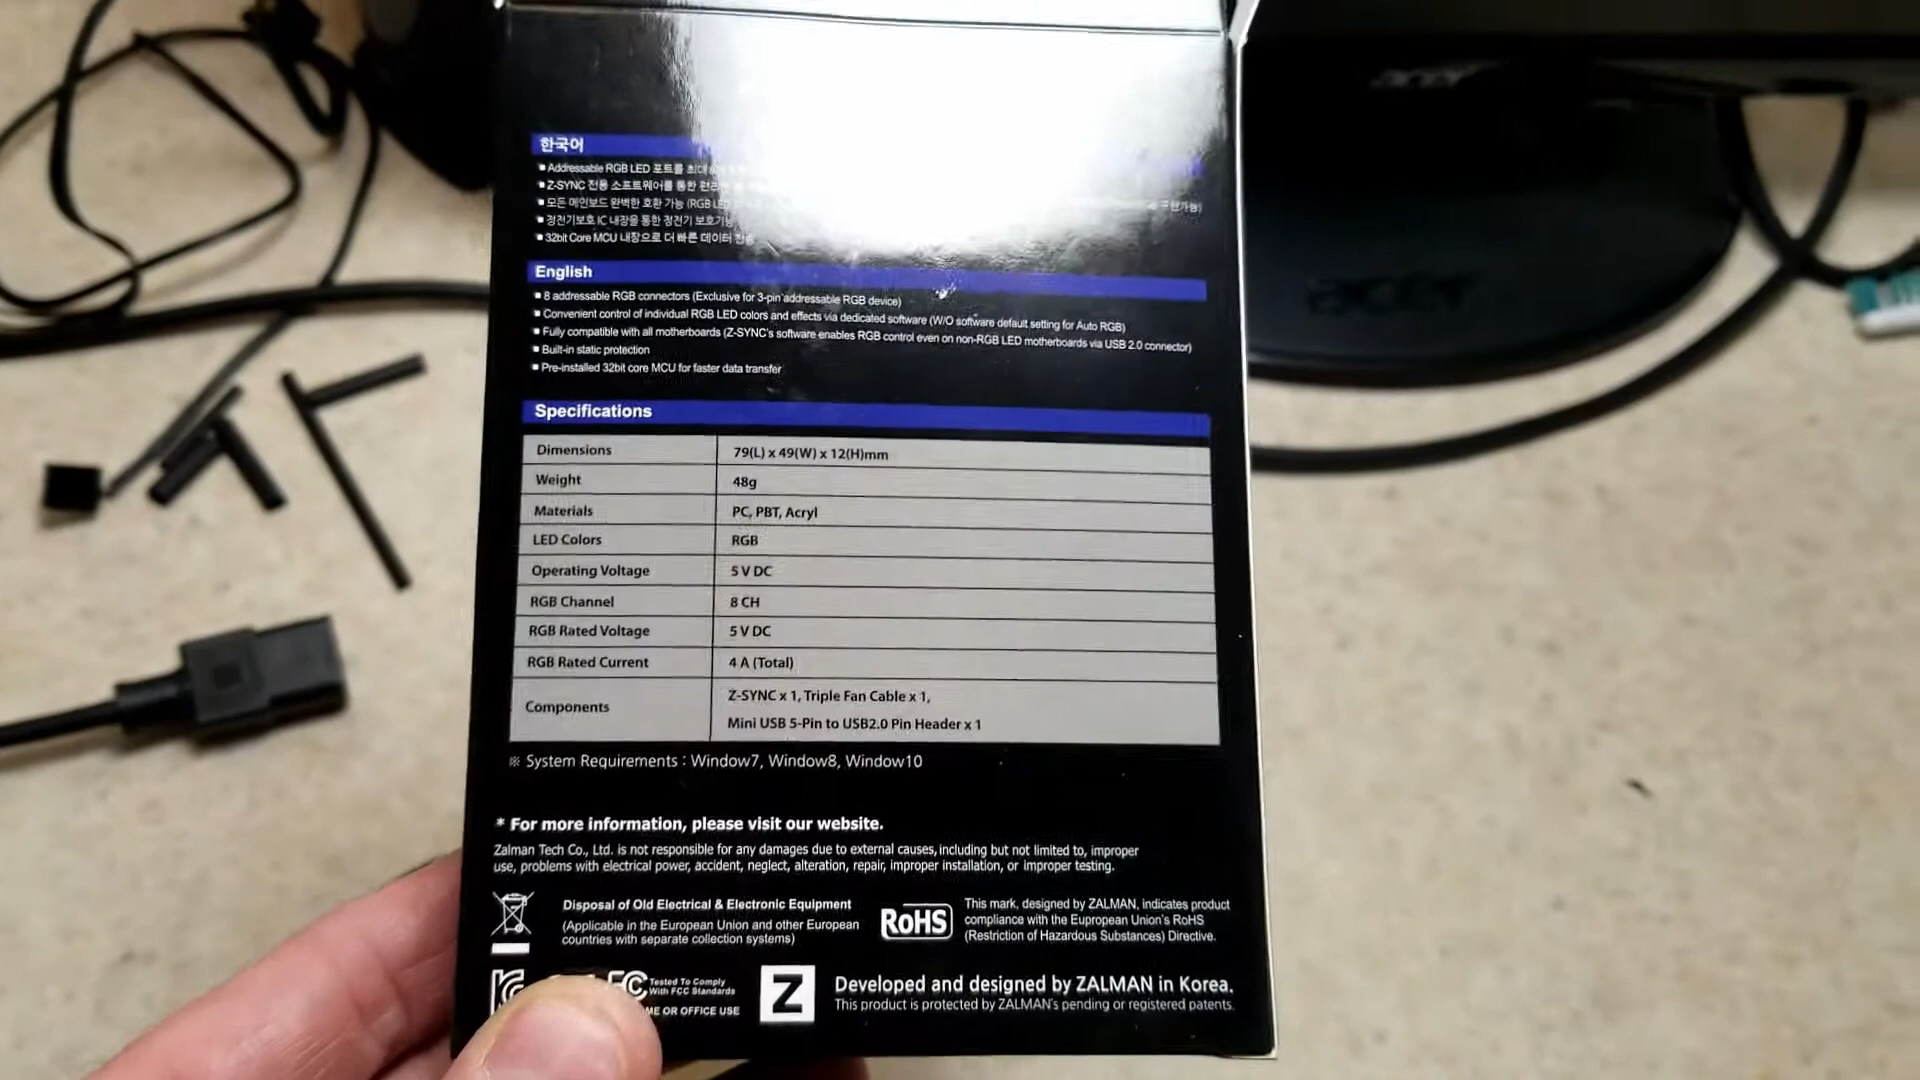 acer
acer
한국어
Addressable RGB LED 포트를 최대
Z-SYNC 전용 소프트웨어를 통한 편리
모든 메인보드 완벽한 호환 가능 (RGB LED
정전기보호 IC 내장을 통한 정전기 보호기능
32bit Core MCU 내장으로 더 빠른 데이터 전송
English
8 addressable RGB connectors (Exclusive for 3-pin addressable RGB device)
Convenient control of individual RGB LED colors and effects via dedicated software (W/O software default setting for Auto RGB)
Fully compatible with all motherboards (Z-SYNC's software enables RGB control even on non-RGB LED motherboards via USB 2.0 connector)
Built-in static protection
Pre-installed 32bit core MCU for faster data transfer
Specifications
Dimensions 79(L) x 49(W) x 12(H)mm
Weight 48g
Materials PC, PBT, Acryl
LED Colors RGB
Operating Voltage 5 V DC
RGB Channel 8 CH
RGB Rated Voltage 5 V DC
RGB Rated Current 4 A (Total)
Components Z-SYNC x 1, Triple Fan Cable x 1,
Mini USB 5-Pin to USB2.0 Pin Header x 1
※ System Requirements : Window7, Window8, Window10
* For more information, please visit our website.
Zalman Tech Co., Ltd. is not responsible for any damages due to external causes, including but not limited to, improper
use, problems with electrical power, accident, neglect, alteration, repair, improper installation, or improper testing.
Disposal of Old Electrical & Electronic Equipment
(Applicable in the European Union and other European
countries with separate collection systems)
RoHS
This mark, designed by ZALMAN, indicates product
compliance with the Eupropean Union's RoHS
(Restriction of Hazardous Substances) Directive.
FC Tested To Comply
With FCC Standards
OR OFFICE USE
Z
Developed and designed by ZALMAN in Korea.
This product is protected by ZALMAN's pending or registered patents.